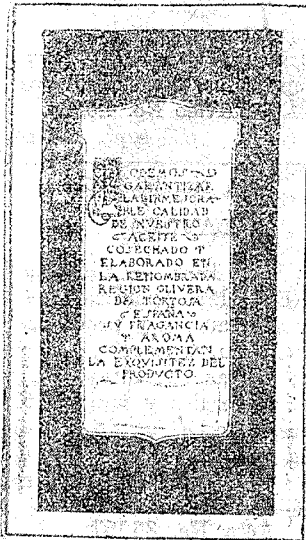 PODEMOS
GARANTIZAR
LA INMEJORA-
BLE CALIDAD
DE NUESTRO
ACEITE
COSECHADO Y
ELABORADO EN
LA RENOMBRADA
REGION OLIVERA
DE TORTOSA
ESPAÑA
SU FRAGANCIA
Y AROMA
COMPLEMENTAN
LA EXQUISITEZ DEL
PRODUCTO.